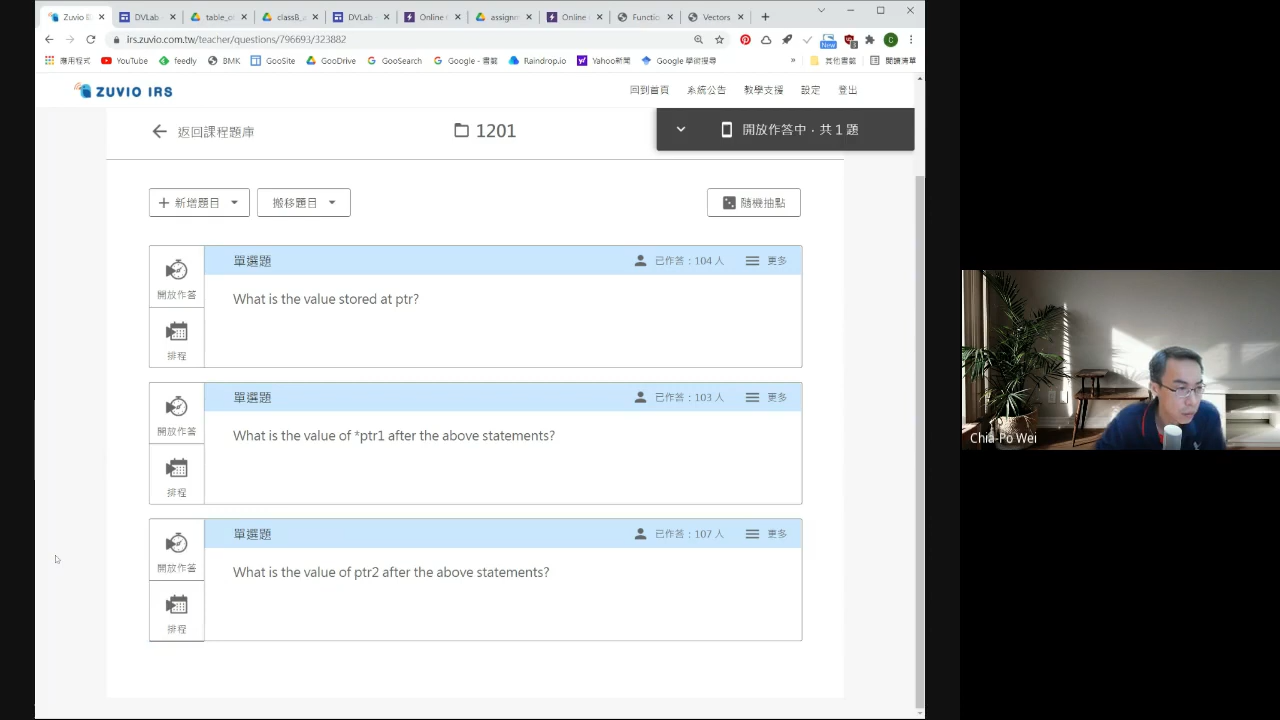 Zuvio
DVLab
table_c
classB_
DVLab
Online
assignm
Online
Functio
Vectors
irs.zuvio.com.tw/teacher/questions/796693/323882
New
C
應用程式
YouTube
feedly
BMK
GooSite
GooDrive
GooSearch
Google - 書籤
Raindrop.io
Yahoo新聞
Google 學術搜尋
»
其他書籤
閱讀清單
ZUVIO IRS
回到首頁
系統公告
教學支援
設定
登出
返回課程題庫
1201
開放作答中．共 1 題
新增題目
搬移題目
隨機抽點
單選題
已作答：104 人
更多
開放作答
What is the value stored at ptr?
排程
單選題
已作答：103 人
更多
開放作答
What is the value of *ptr1 after the above statements?
排程
單選題
已作答：107 人
更多
開放作答
What is the value of ptr2 after the above statements?
排程
Chia-Po Wei